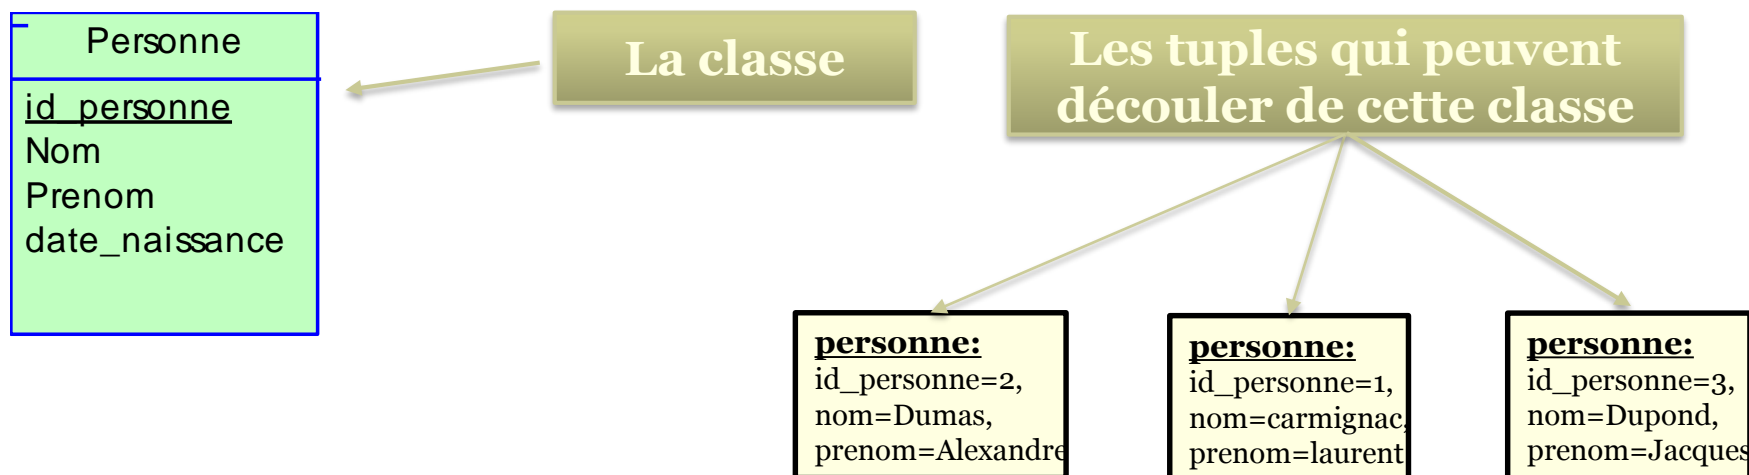 Personne
id_personne
Nom
Prenom
date_naissance
La classe
Les tuples qui peuvent
découler de cette classe
personne:
id_personne=2,
nom=Dumas,
prenom=Alexandre
personne:
id_personne=1,
nom=carmignac,
prenom=laurent
personne:
id_personne=3,
nom=Dupond,
prenom=Jacques